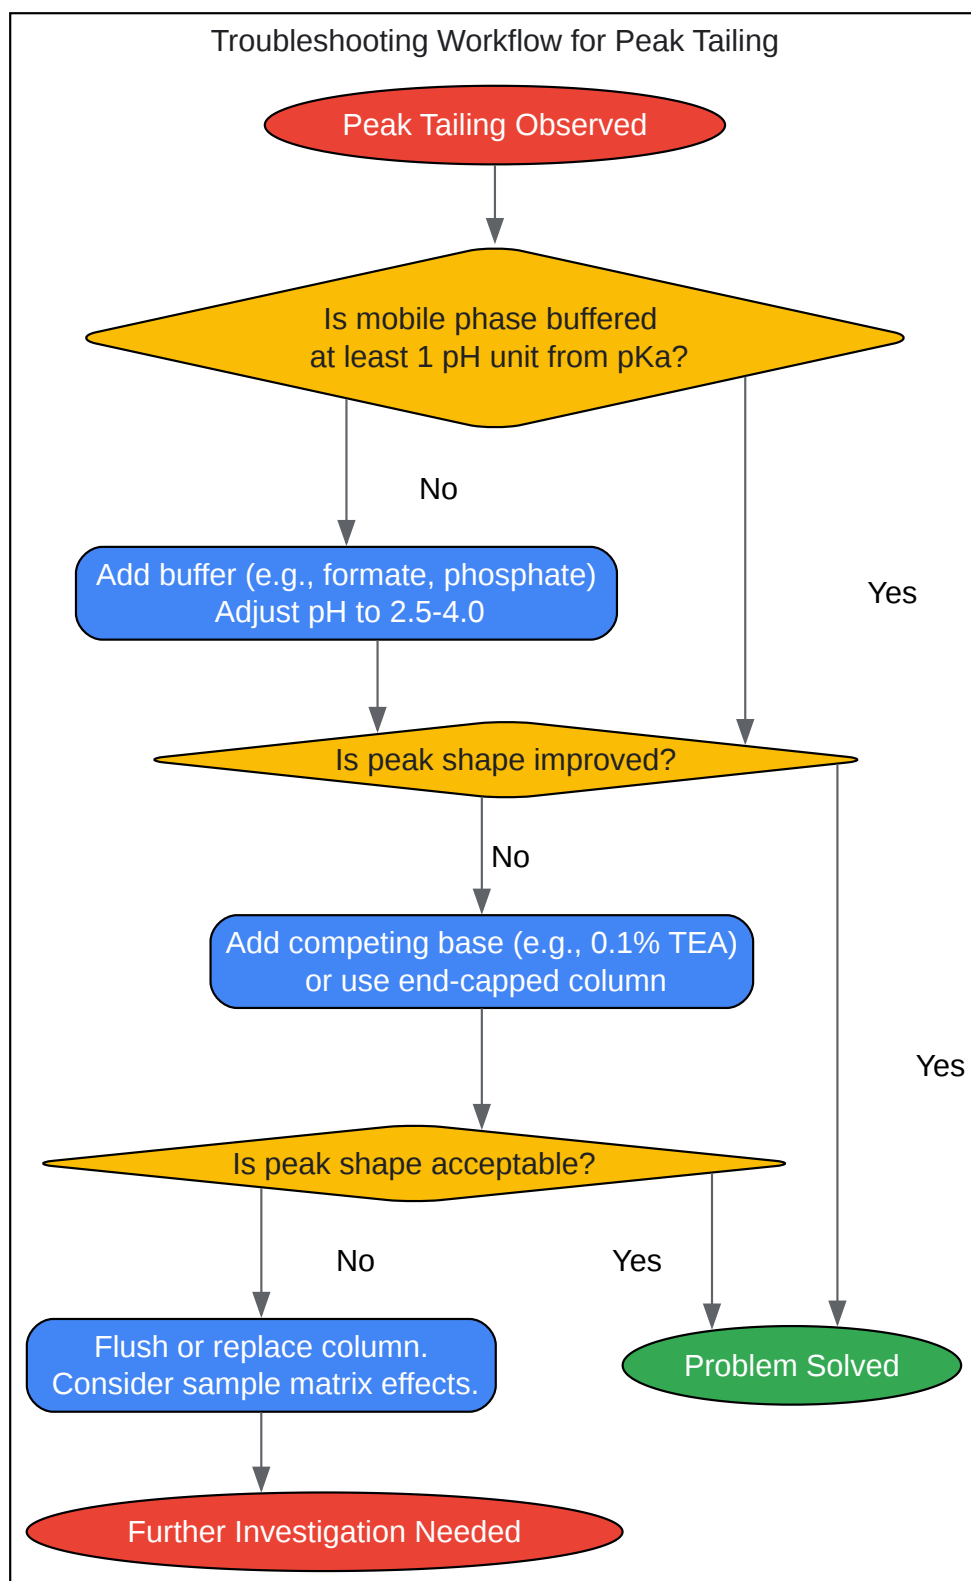 Troubleshooting Workflow for Peak Tailing
Peak Tailing Observed
Is mobile phase buffered
at least 1 pH unit from pKa?
No
Add buffer (e.g., formate, phosphate)
Adjust pH to 2.5-4.0
Yes
Is peak shape improved?
No
Add competing base (e.g., 0.1% TEA)
or use end-capped column
Yes
Is peak shape acceptable?
No
Yes
Flush or replace column.
Consider sample matrix effects.
Problem Solved
Further Investigation Needed